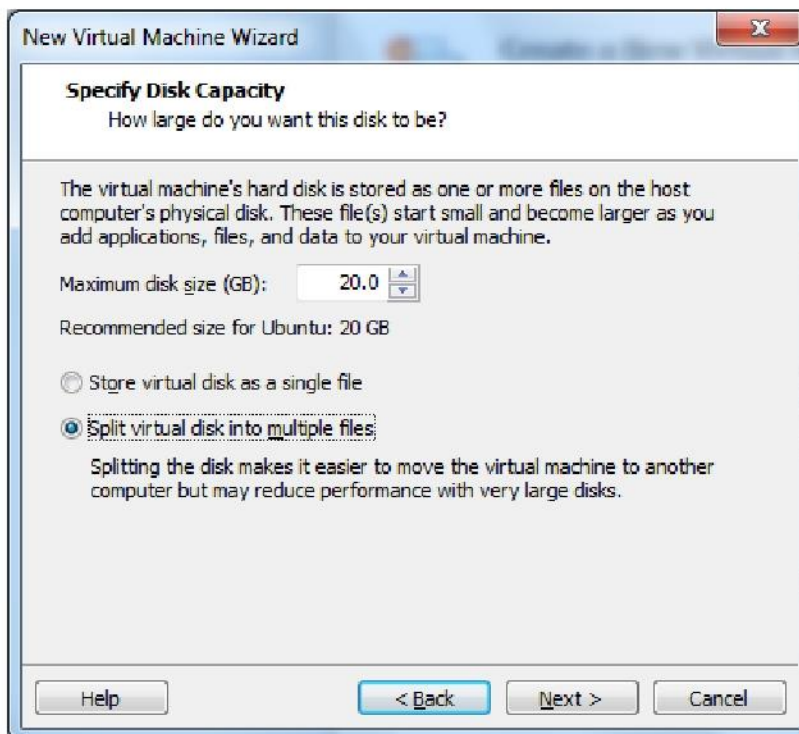 New Virtual Machine Wizard
Specify Disk Capacity
How large do you want this disk to be?
The virtual machine's hard disk is stored as one or more files on the host
computer's physical disk. These file(s) start small and become larger as you
add applications, files, and data to your virtual machine.
Maximum disk size (GB): 20.0
Recommended size for Ubuntu: 20 GB
Store virtual disk as a single file
Split virtual disk into multiple files
Splitting the disk makes it easier to move the virtual machine to another
computer but may reduce performance with very large disks.
Help < Back Next > Cancel